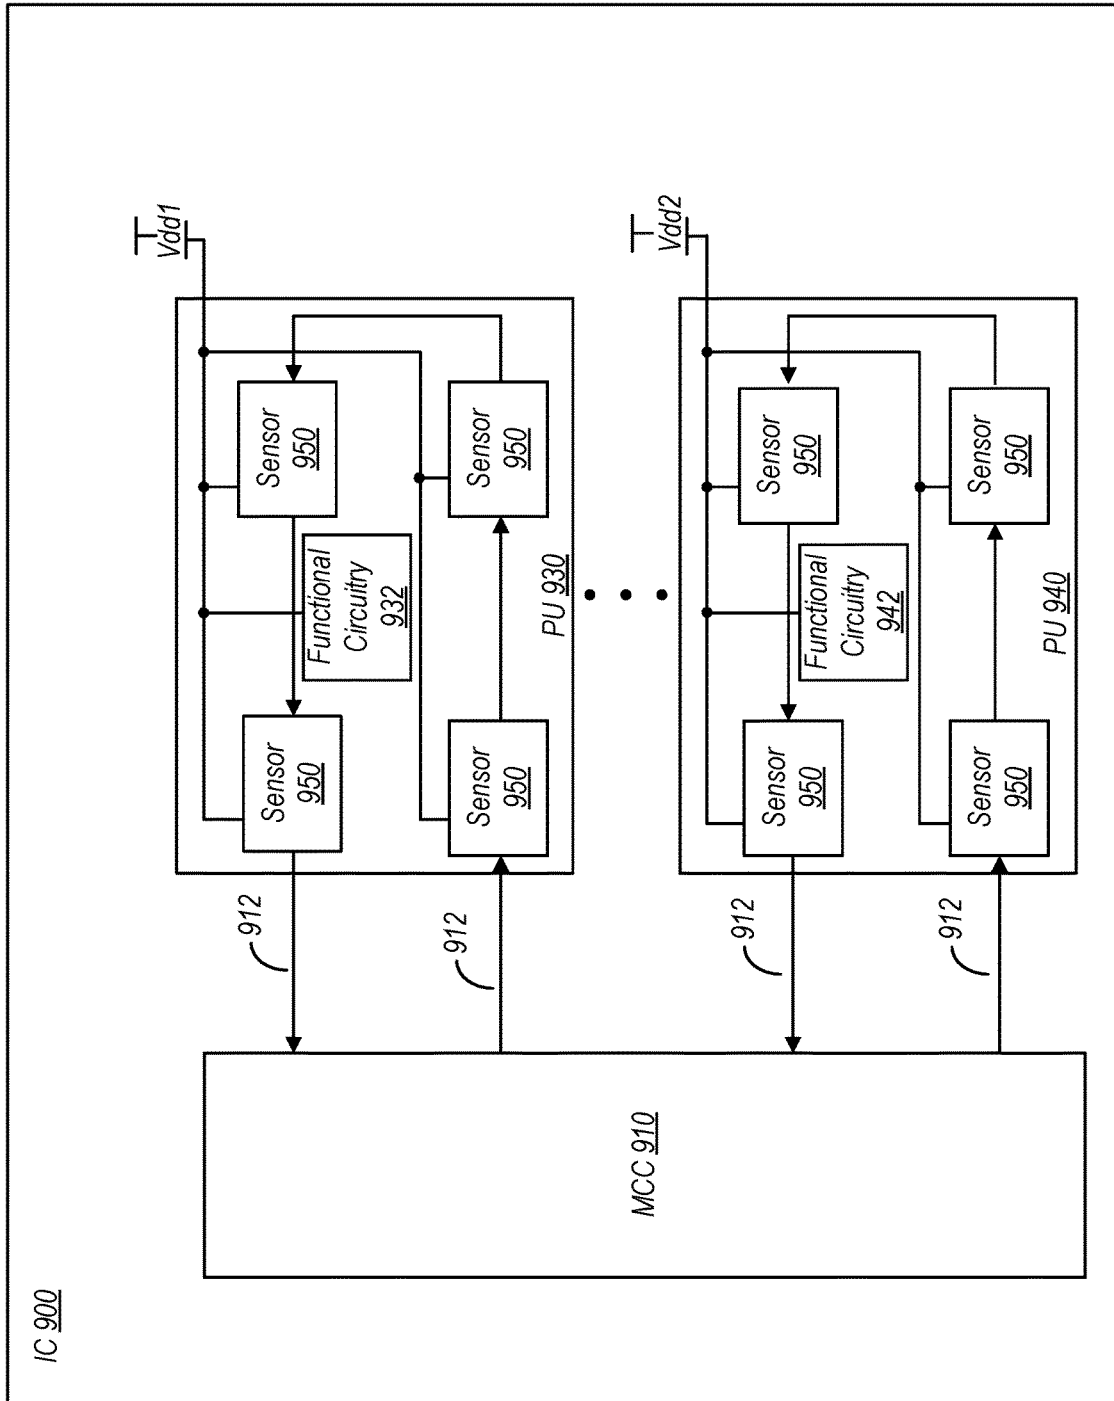 IC 900
MCC 910
912
912
912
912
Sensor
950
Functional
Circuitry
932
Sensor
950
Vdd1
Sensor
950
Sensor
950
PU 930
Sensor
950
Functional
Circuitry
942
Sensor
950
Vdd2
Sensor
950
Sensor
950
PU 940